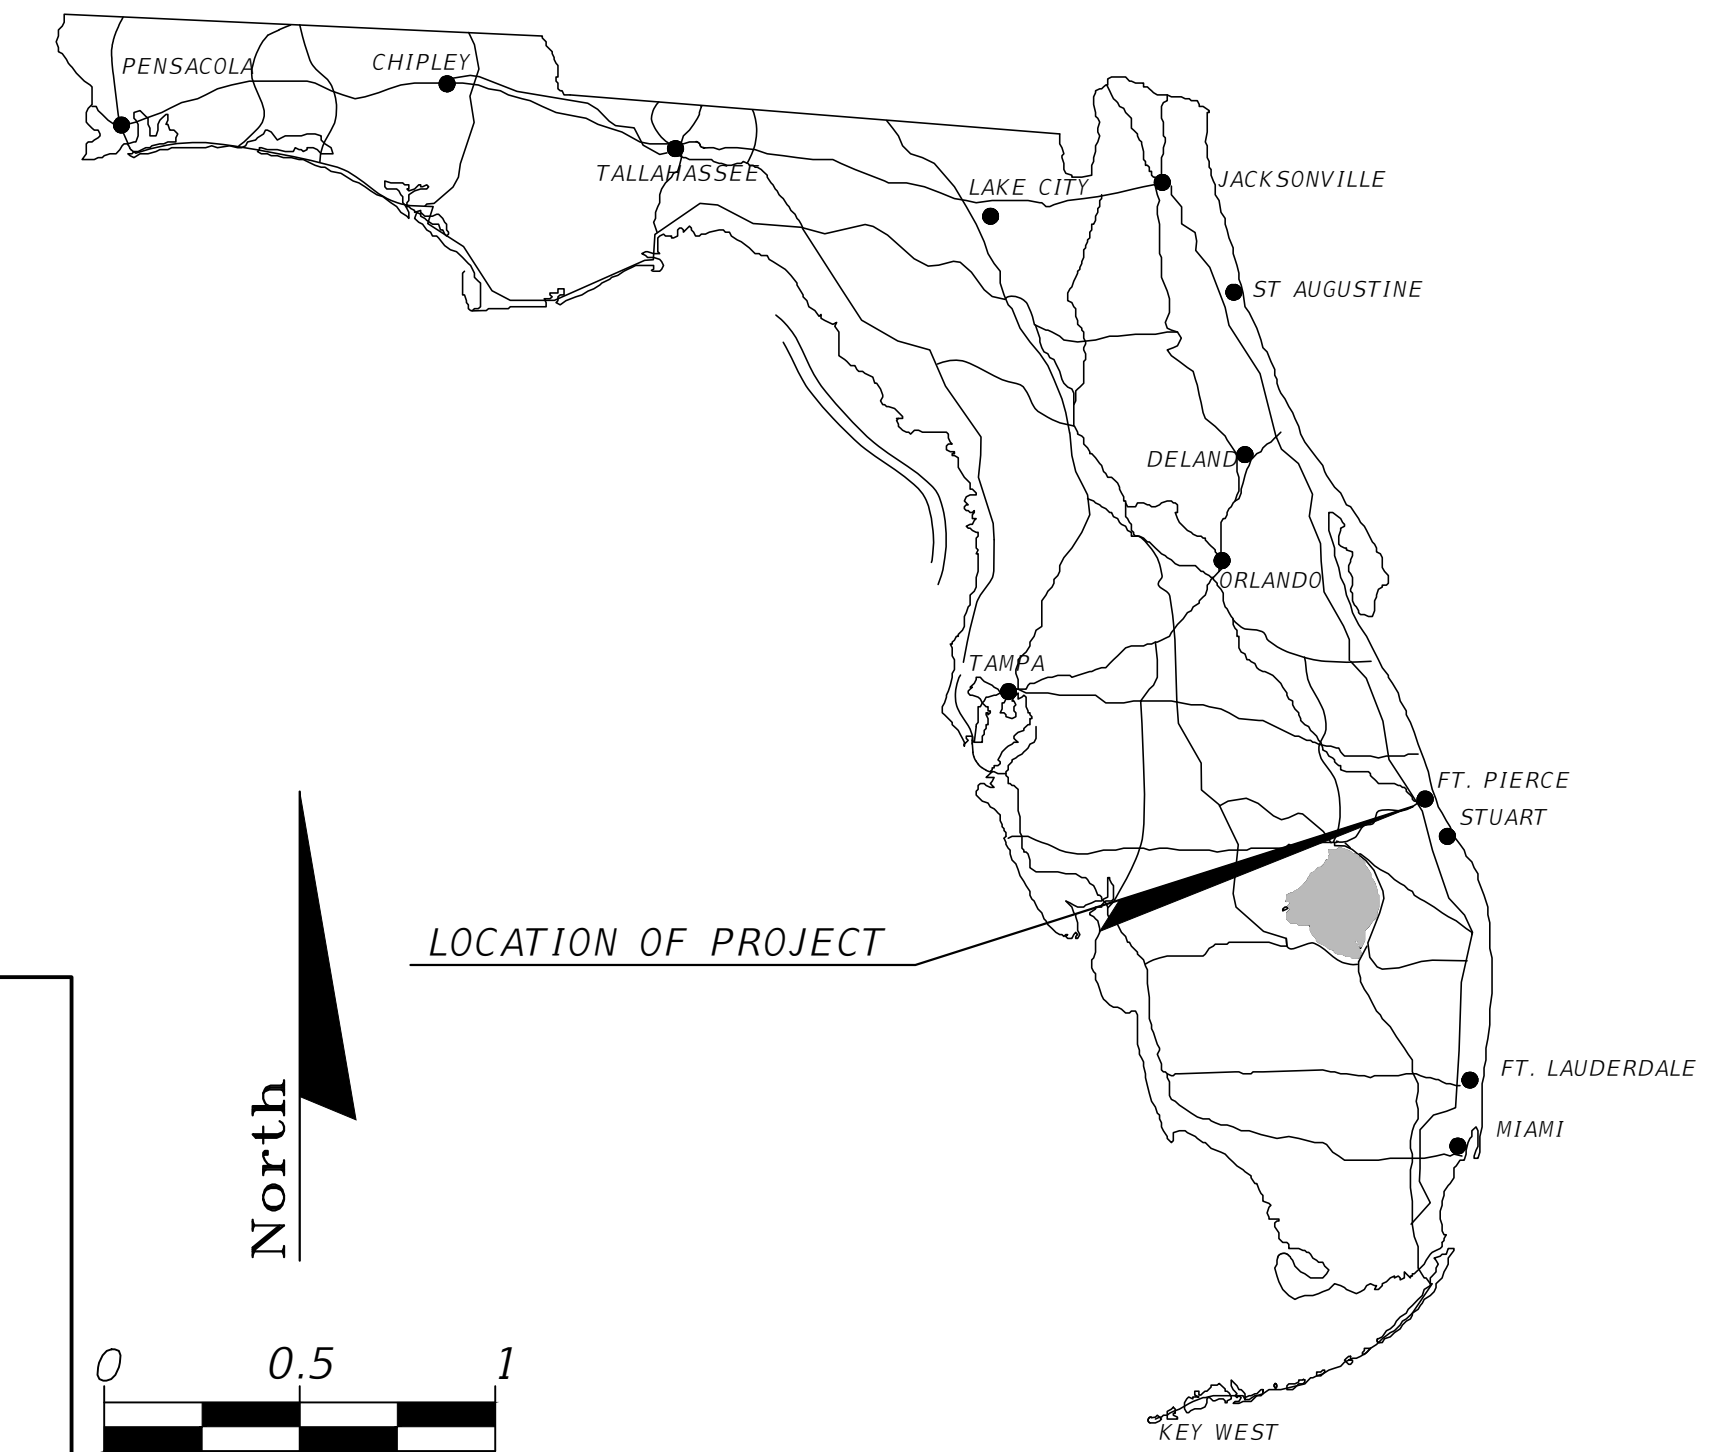 CHIPLEY
PENSACOLA
TALLAHASSEE
LAKE CITY
JACKSONVILLE
ST AUGUSTINE
DELAND
ORLANDO
TAMPA
FT. PIERCE
STUART
LOCATION OF PROJECT
FT. LAUDERDALE
MIAMI
North
0 0.5 1
KEY WEST